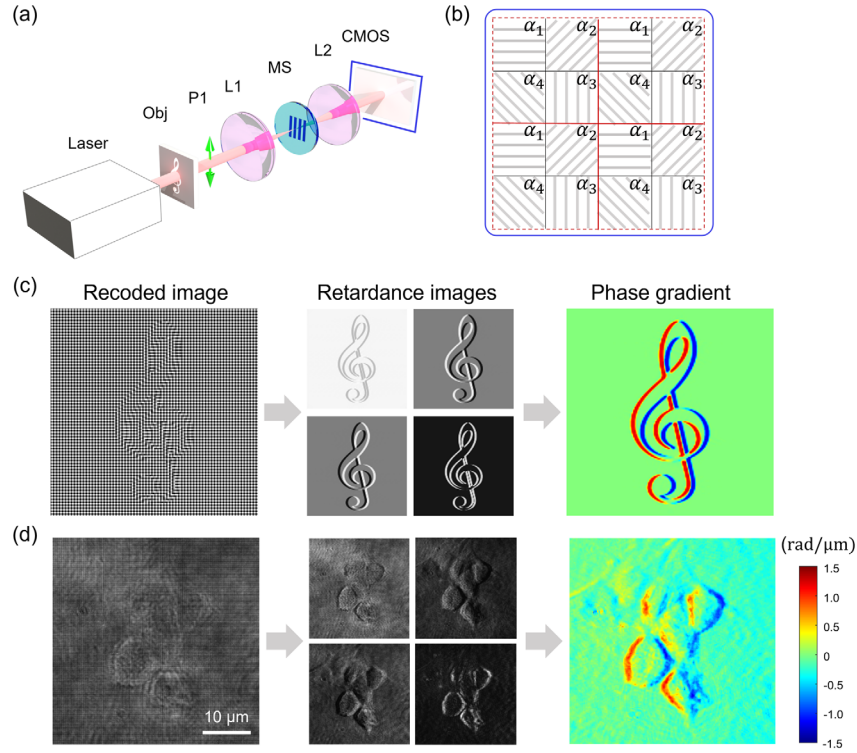 (a)
Laser
Obj
P1
L1
MS
L2
CMOS
(b)
α₁ α₂ α₁ α₂
α₄ α₃ α₄ α₃
α₁ α₂ α₁ α₂
α₄ α₃ α₄ α₃
(c)
Recoded image
Retardance images
Phase gradient
(d)
10 μm
(rad/μm)
1.5
1.0
0.5
0
-0.5
-1.0
-1.5